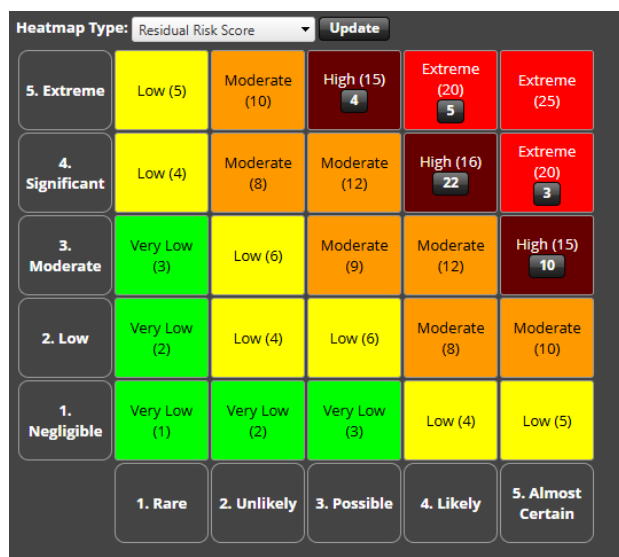 Heatmap Type: Residual Risk Score Update
5. Extreme
Low (5)
Moderate
(10)
High (15)
4
Extreme
(20)
5
Extreme
(25)
4.
Significant
Low (4)
Moderate
(8)
Moderate
(12)
High (16)
22
Extreme
(20)
3
3.
Moderate
Very Low
(3)
Low (6)
Moderate
(9)
Moderate
(12)
High (15)
10
2. Low
Very Low
(2)
Low (4)
Low (6)
Moderate
(8)
Moderate
(10)
1.
Negligible
Very Low
(1)
Very Low
(2)
Very Low
(3)
Low (4)
Low (5)
1. Rare
2. Unlikely
3. Possible
4. Likely
5. Almost
Certain